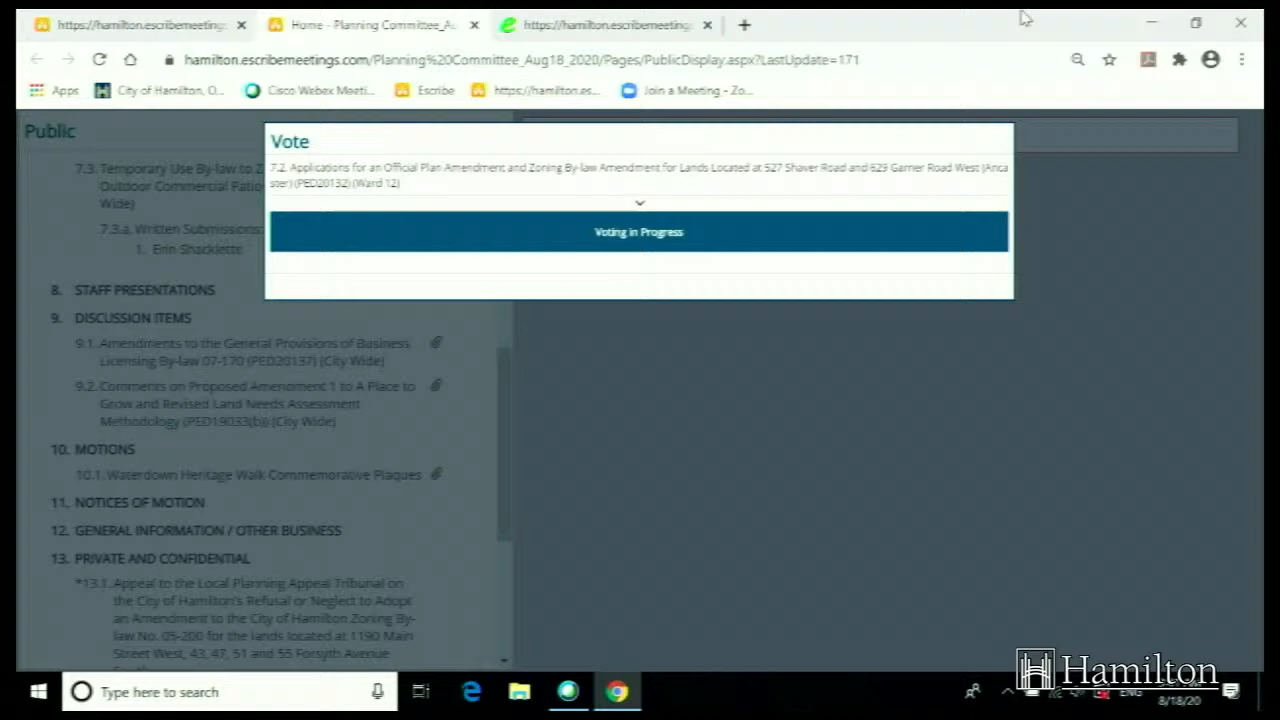 https://hamilton.escribemeetings
Home - Planning Committee_A
https://hamilton.escribemeetings
hamilton.escribemeetings.com/Planning%20Committee_Aug18_2020/Pages/PublicDisplay.aspx?LastUpdate=171
Apps
City of Hamilton, O...
Cisco Webex Meeti...
Escribe
https://hamilton.es...
Join a Meeting - Zo...
Public
Vote
7.2. Applications for an Official Plan Amendment and Zoning By-law Amendment for Lands Located at 527 Shaver Road and 629 Garner Road West (Anca
ster) (PED20132) (Ward 12)
Voting in Progress
7.3. Temporary Use By-law to
Outdoor Commercial Patio
Wide)
7.3.a. Written Submissions:
1. Erin Shacklette
8. STAFF PRESENTATIONS
9. DISCUSSION ITEMS
9.1. Amendments to the General Provisions of Business
Licensing By-law 07-170 (PED20137) (City Wide)
9.2. Comments on Proposed Amendment 1 to A Place to
Grow and Revised Land Needs Assessment
Methodology (PED19033(b)) (City Wide)
10. MOTIONS
10.1. Waterdown Heritage Walk Commemorative Plaques
11. NOTICES OF MOTION
12. GENERAL INFORMATION / OTHER BUSINESS
13. PRIVATE AND CONFIDENTIAL
*13.1. Appeal to the Local Planning Appeal Tribunal on
the City of Hamilton's Refusal or Neglect to Adopt
an Amendment to the City of Hamilton Zoning By-
law No. 05-200 for the lands located at 1190 Main
Street West, 43, 47, 51 and 55 Forsyth Avenue
Hamilton
Type here to search
ENG
8/18/20